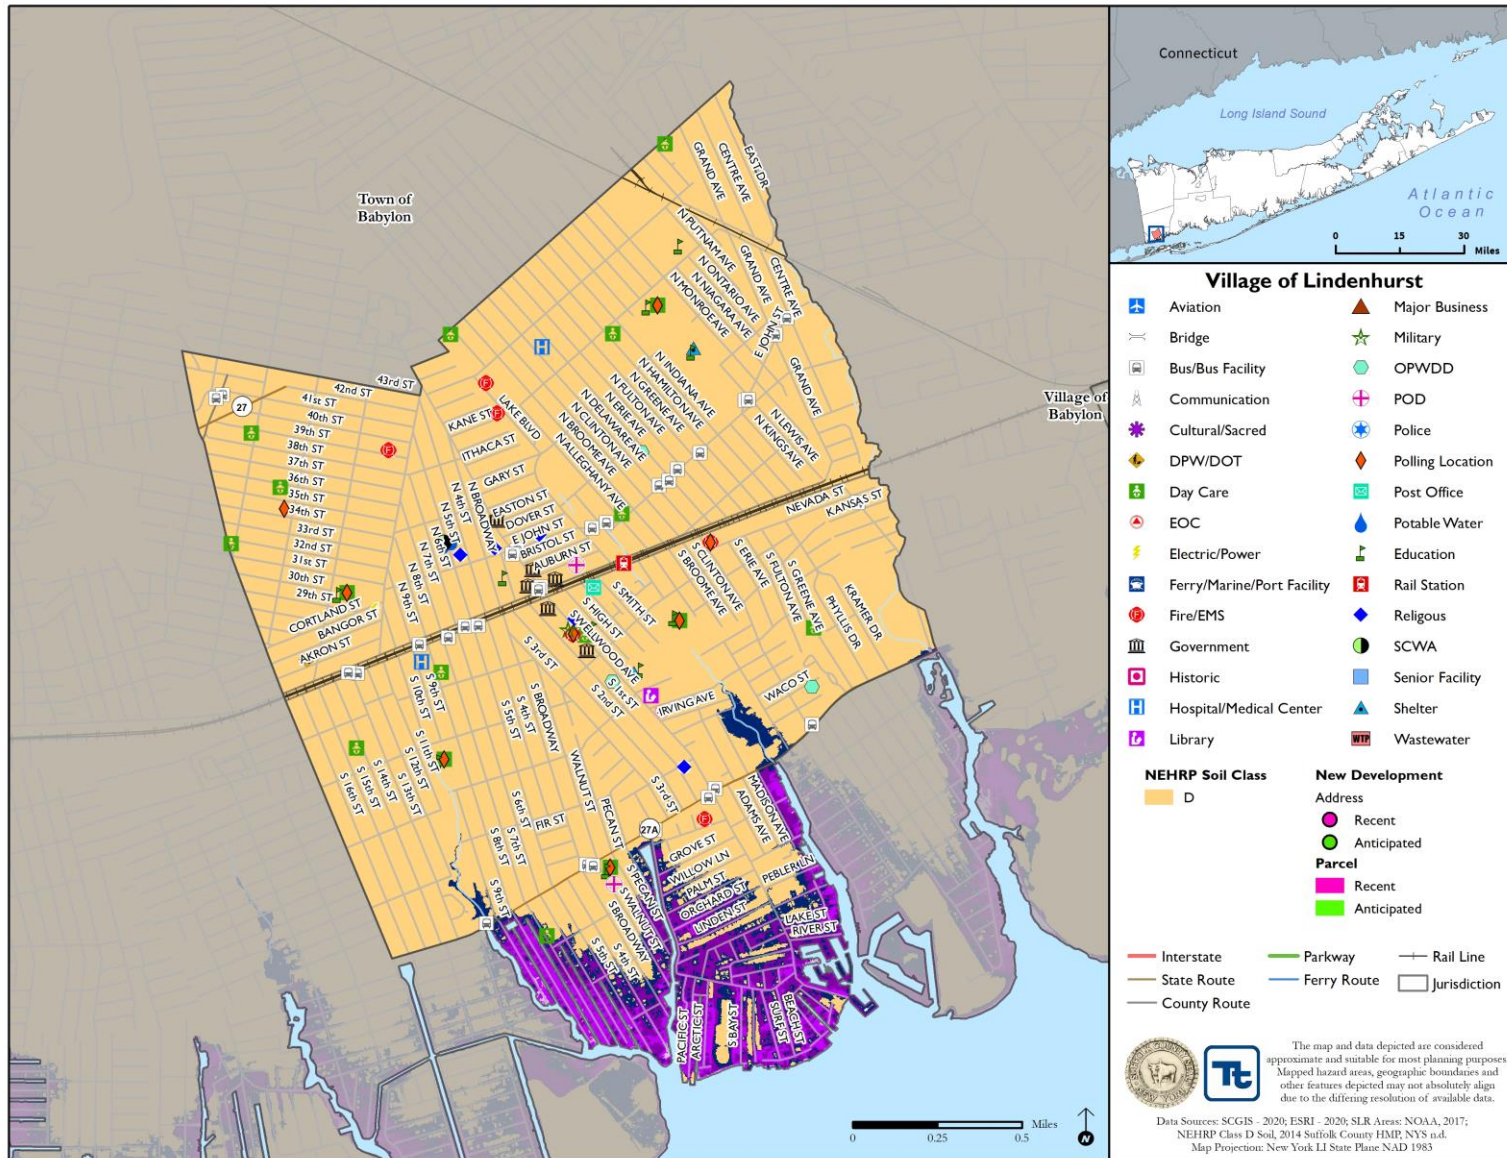 Town of
Babylon
Village of
Babylon
EAST DR
CENTRE AVE
GRAND AVE
N PUTNAM AVE
GRAND AVE
CENTRE AVE
N ONTARIO AVE
N NIAGARA AVE
N MONROE AVE
E JOHN ST
GRAND AVE
N INDIANA AVE
N HAMILTON AVE
N GREENE AVE
N FULTON AVE
N ERIE AVE
N DELAWARE AVE
N CLINTON AVE
N BROOME AVE
N ALLEGHANY AVE
N LEWIS AVE
N KINGS AVE
43rd ST
42nd ST
41st ST
27
40th ST
39th ST
38th ST
37th ST
36th ST
35th ST
34th ST
33rd ST
32nd ST
31st ST
30th ST
29th ST
CORTLAND ST
BANGOR ST
AKRON ST
KANE ST
LAKE BLVD
ITHACA ST
GARY ST
N BROADWAY
N 4th ST
N 5th ST
N 6th ST
N 7th ST
N 8th ST
N 9th ST
EASTON ST
DOVER ST
E JOHN ST
BRISTOL ST
AUBURN ST
NEVADA ST
KANSAS ST
S CLINTON AVE
S BROOME AVE
S ERIE AVE
S FULTON AVE
S GREENE AVE
PHYLLIS DR
KRAMER DR
S SMITH ST
S HIGH ST
S WELLWOOD AVE
S 1st ST
S 2nd ST
S 3rd ST
IRVING AVE
WACO ST
S BROADWAY
S 4th ST
S 5th ST
S 9th ST
S 10th ST
S 11th ST
S 12th ST
S 13th ST
S 14th ST
S 15th ST
S 16th ST
WALNUT ST
PECAN ST
S 3rd ST
S 6th ST
S 7th ST
S 8th ST
FIR ST
S 9th ST
27A
MADISON AVE
ADAMS AVE
GROVE ST
WILLOW LN
PALM ST
ORCHARD ST
LINDEN ST
PEBLER LN
LAKE ST
RIVER ST
S PECAN ST
S WALNUT ST
S BROADWAY
S 4th ST
S 5th ST
PACIFIC ST
ARCTIC ST
S BAY ST
SURF ST
BEACH ST
0 0.25 0.5 Miles
N
Connecticut
Long Island Sound
Atlantic
Ocean
0 15 30
Miles
Village of Lindenhurst
Aviation
Bridge
Bus/Bus Facility
Communication
Cultural/Sacred
DPW/DOT
Day Care
EOC
Electric/Power
Ferry/Marine/Port Facility
Fire/EMS
Government
Historic
Hospital/Medical Center
Library
Major Business
Military
OPWDD
POD
Police
Polling Location
Post Office
Potable Water
Education
Rail Station
Religous
SCWA
Senior Facility
Shelter
WTP Wastewater
NEHRP Soil Class
D
New Development
Address
Recent
Anticipated
Parcel
Recent
Anticipated
Interstate
State Route
County Route
Parkway
Ferry Route
Rail Line
Jurisdiction
Tt
The map and data depicted are considered
approximate and suitable for most planning purposes.
Mapped hazard areas, geographic boundaries and
other features depicted may not absolutely align
due to the differing resolution of available data.
Data Sources: SCGIS - 2020; ESRI - 2020; SLR Areas: NOAA, 2017;
NEHRP Class D Soil, 2014 Suffolk County HMP, NYS n.d.
Map Projection: New York LI State Plane NAD 1983